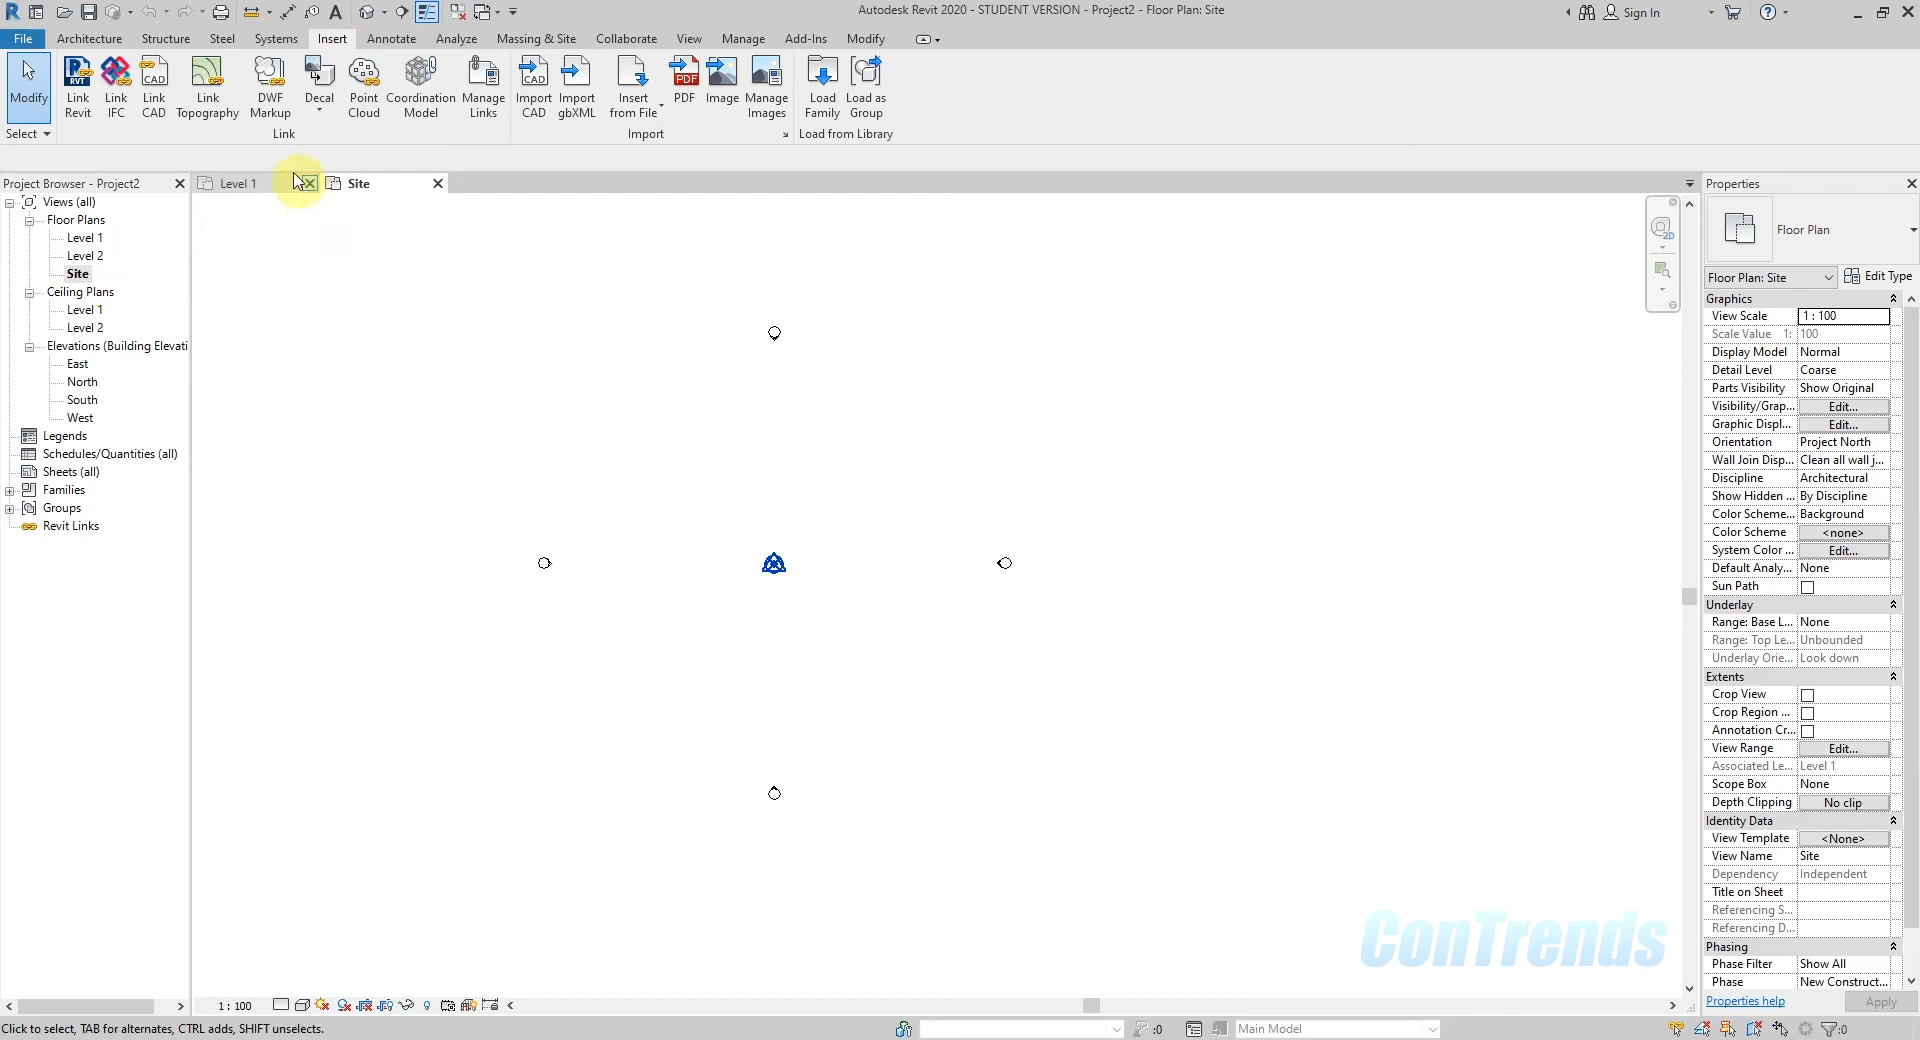 Autodesk Revit 2020 - STUDENT VERSION - Project2 - Floor Plan: Site
Sign In
File Architecture Structure Steel Systems Insert Annotate Analyze Massing & Site Collaborate View Manage Add-Ins Modify
Modify
Link Revit
Link IFC
Link CAD
Link Topography
DWF Markup
Decal
Point Cloud
Coordination Model
Manage Links
Import CAD
Import gbXML
Insert from File
PDF
Image
Manage Images
Load Family
Load as Group
Select
Link
Import
Load from Library
Project Browser - Project2
Views (all)
Floor Plans
Level 1
Level 2
Site
Ceiling Plans
Level 1
Level 2
Elevations (Building Elevati
East
North
South
West
Legends
Schedules/Quantities (all)
Sheets (all)
Families
Groups
Revit Links
Level 1
Site
2D
ConTrends
Properties
Floor Plan
Floor Plan: Site
Edit Type
Graphics
View Scale 1 : 100
Scale Value 1: 100
Display Model Normal
Detail Level Coarse
Parts Visibility Show Original
Visibility/Grap... Edit...
Graphic Displ... Edit...
Orientation Project North
Wall Join Disp... Clean all wall j...
Discipline Architectural
Show Hidden ... By Discipline
Color Scheme... Background
Color Scheme <none>
System Color ... Edit...
Default Analy... None
Sun Path
Underlay
Range: Base L... None
Range: Top Le... Unbounded
Underlay Orie... Look down
Extents
Crop View
Crop Region ...
Annotation Cr...
View Range Edit...
Associated Le... Level 1
Scope Box None
Depth Clipping No clip
Identity Data
View Template <None>
View Name Site
Dependency Independent
Title on Sheet
Referencing S...
Referencing D...
Phasing
Phase Filter Show All
Phase New Construct...
Properties help
Apply
1 : 100
Click to select, TAB for alternates, CTRL adds, SHIFT unselects.
:0
Main Model
:0